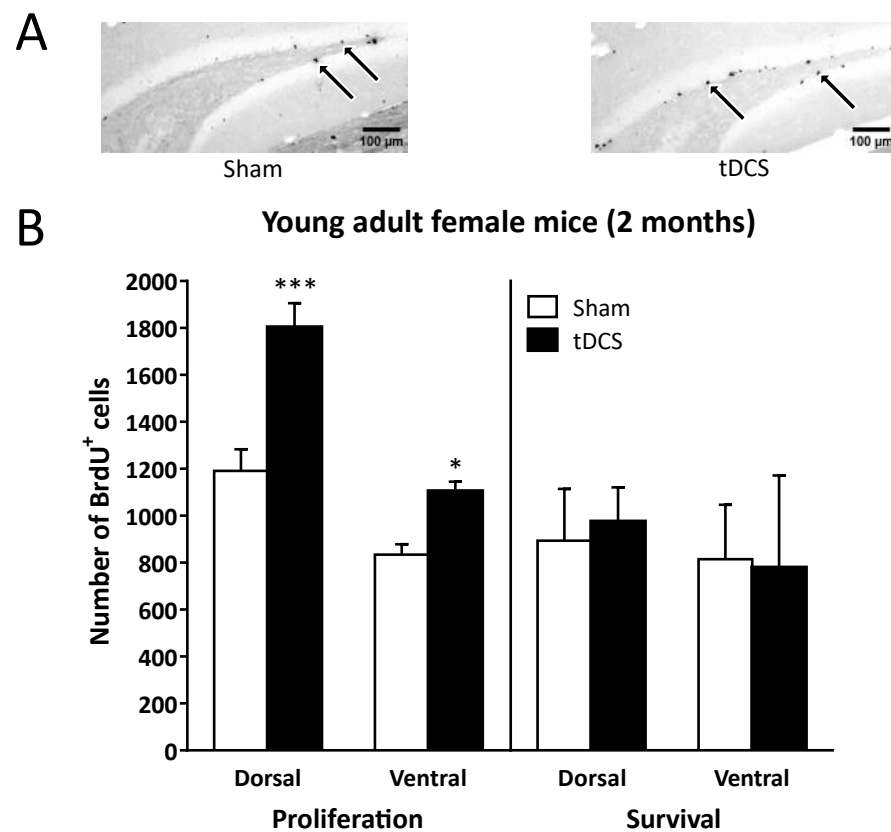 A
100 µm
100 µm
Sham
tDCS
B
Young adult female mice (2 months)
Number of BrdU⁺ cells
2000
1800
1600
1400
1200
1000
800
600
400
200
0
***
*
Sham
tDCS
Dorsal
Ventral
Dorsal
Ventral
Proliferation
Survival